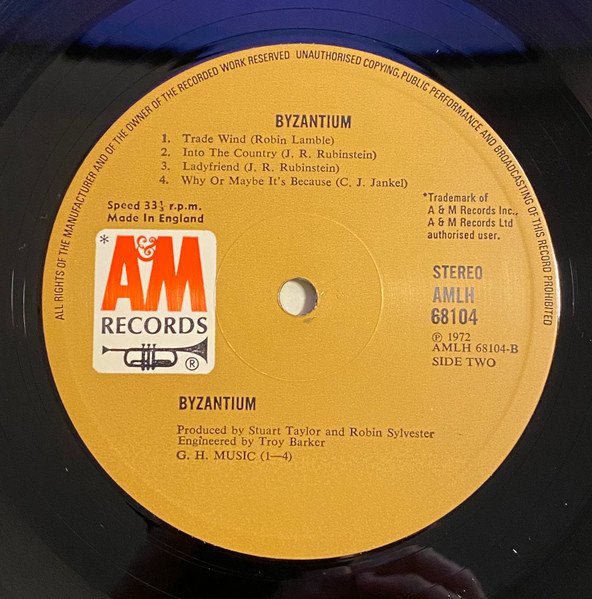 ALL RIGHTS OF THE MANUFACTURER AND OF THE OWNER OF THE RECORDED WORK RESERVED UNAUTHORISED COPYING, PUBLIC PERFORMANCE AND BROADCASTING OF THIS RECORD PROHIBITED
BYZANTIUM
1. Trade Wind (Robin Lamble)
2. Into The Country (J. R. Rubinstein)
3. Ladyfriend (J. R. Rubinstein)
4. Why Or Maybe It's Because (C. J. Jankel)
Speed 33⅓ r.p.m.
Made In England
*Trademark of
A & M Records Inc.,
A & M Records Ltd
authorised user.
* A&M
RECORDS
®
STEREO
AMLH
68104
℗ 1972
AMLH 68104-B
SIDE TWO
BYZANTIUM
Produced by Stuart Taylor and Robin Sylvester
Engineered by Troy Barker
G. H. MUSIC (1—4)